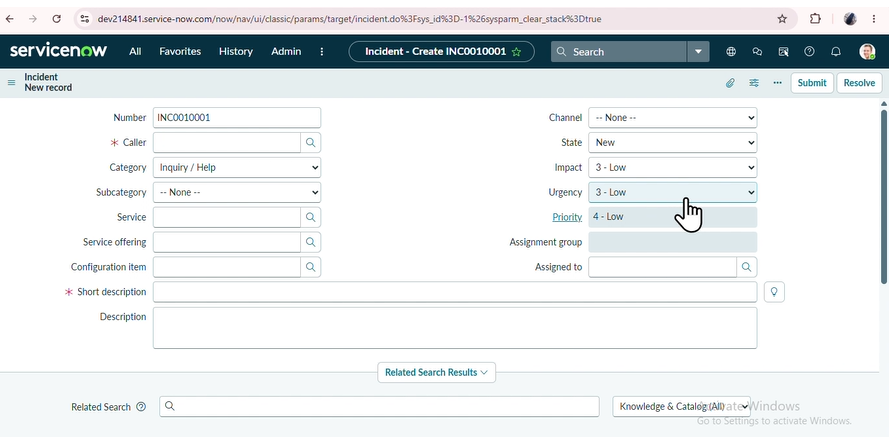 dev214841.service-now.com/now/nav/ui/classic/params/target/incident.do%3Fsys_id%3D-1%26sysparm_clear_stack%3Dtrue
servicenow All Favorites History Admin Incident - Create INC0010001 Search
Incident
New record
Submit Resolve
Number INC0010001 Channel -- None --
* Caller State New
Category Inquiry / Help Impact 3 - Low
Subcategory -- None -- Urgency 3 - Low
Service Priority 4 - Low
Service offering Assignment group
Configuration item Assigned to
* Short description
Description
Related Search Results
Related Search Knowledge & Catalog (All)
Activate Windows
Go to Settings to activate Windows.